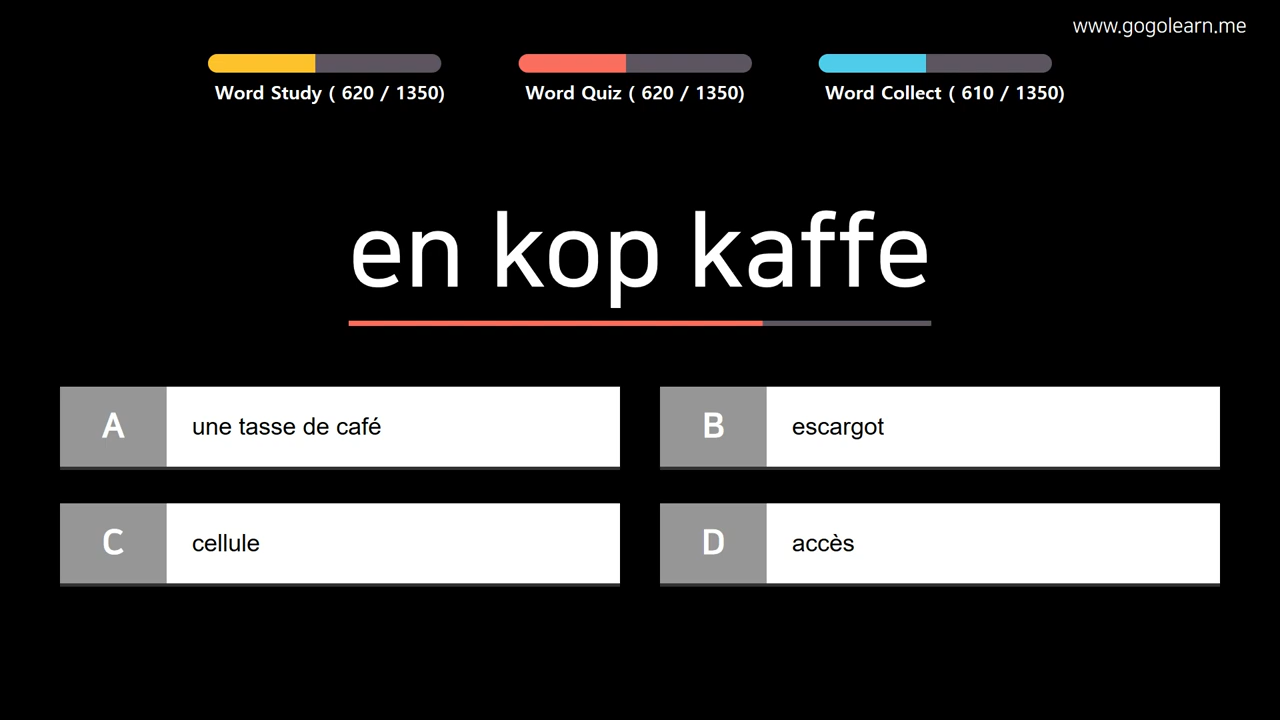 www.gogolearn.me
Word Study ( 620 / 1350)
Word Quiz ( 620 / 1350)
Word Collect ( 610 / 1350)
en kop kaffe
A
une tasse de café
B
escargot
C
cellule
D
accès